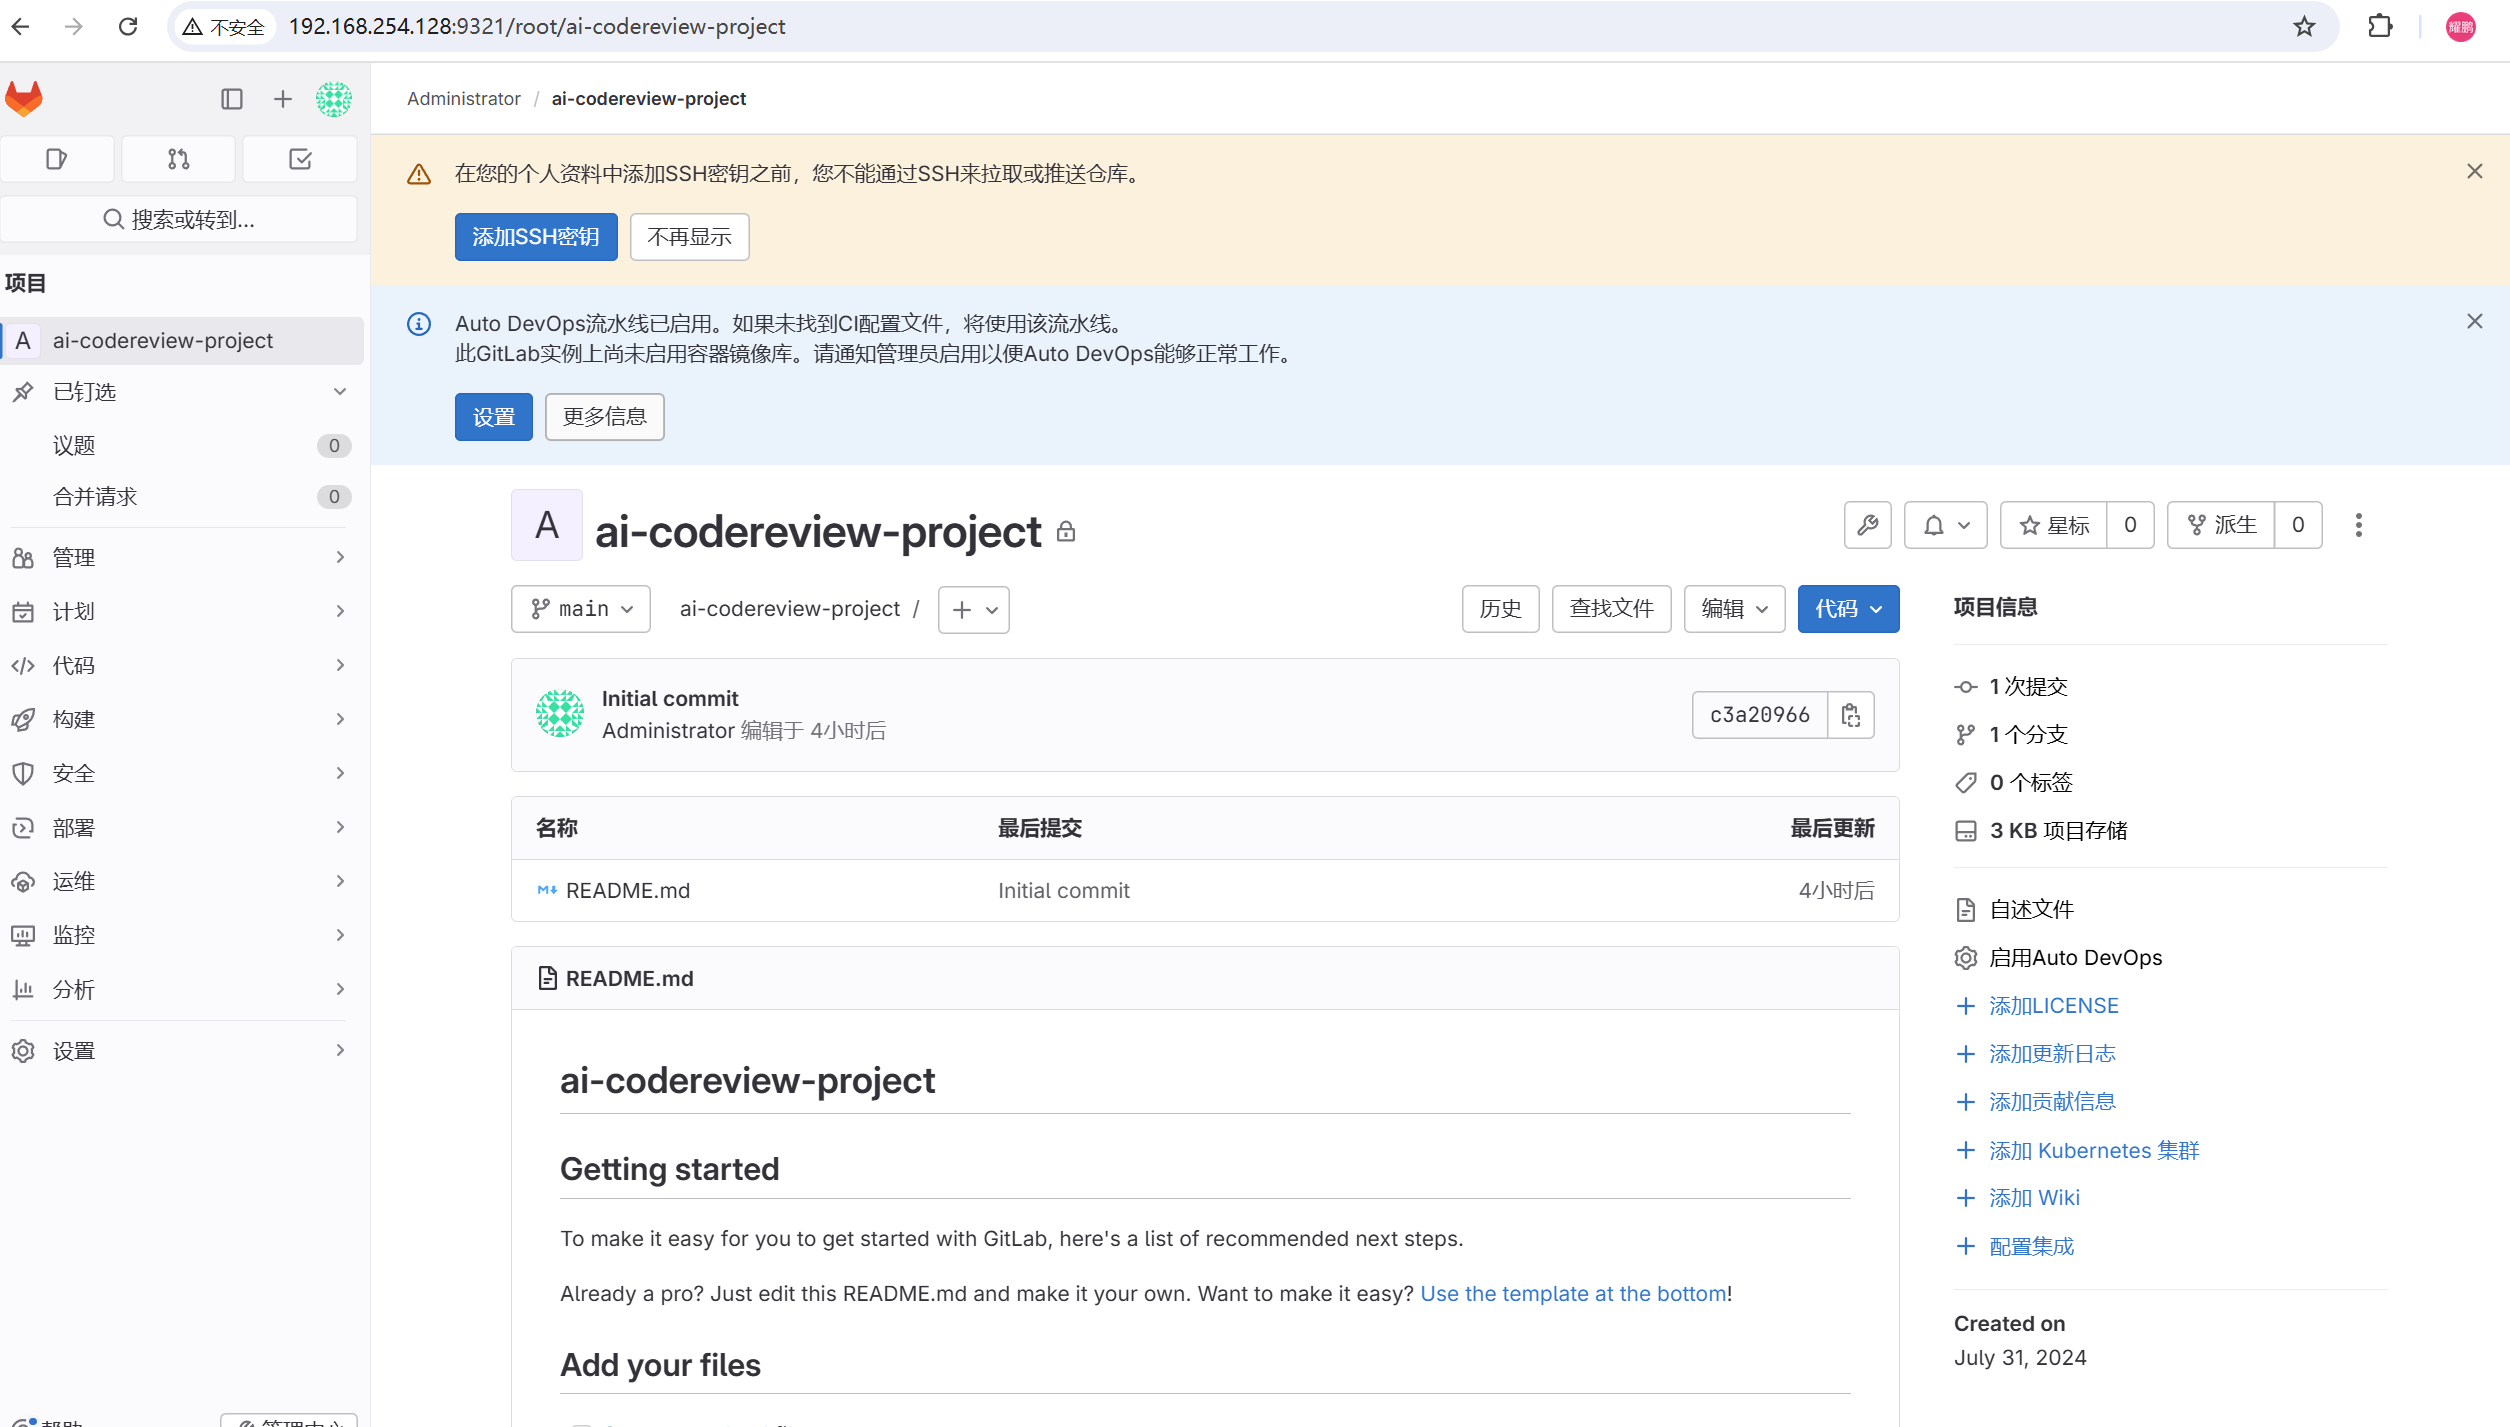 不安全
192.168.254.128:9321/root/ai-codereview-project
耀鹏
Administrator / ai-codereview-project
搜索或转到...
项目
A ai-codereview-project
已钉选
议题 0
合并请求 0
管理
计划
代码
构建
安全
部署
运维
监控
分析
设置
帮助
管理中心
在您的个人资料中添加SSH密钥之前，您不能通过SSH来拉取或推送仓库。
添加SSH密钥 不再显示
Auto DevOps流水线已启用。如果未找到CI配置文件，将使用该流水线。
此GitLab实例上尚未启用容器镜像库。请通知管理员启用以便Auto DevOps能够正常工作。
设置 更多信息
A ai-codereview-project
星标 0 派生 0
main ai-codereview-project / 历史 查找文件 编辑 代码
Initial commit
Administrator 编辑于 4小时后
c3a20966
名称 最后提交 最后更新
README.md Initial commit 4小时后
README.md
ai-codereview-project
Getting started
To make it easy for you to get started with GitLab, here's a list of recommended next steps.
Already a pro? Just edit this README.md and make it your own. Want to make it easy? Use the template at the bottom!
Add your files
项目信息
1 次提交
1 个分支
0 个标签
3 KB 项目存储
自述文件
启用Auto DevOps
添加LICENSE
添加更新日志
添加贡献信息
添加 Kubernetes 集群
添加 Wiki
配置集成
Created on
July 31, 2024